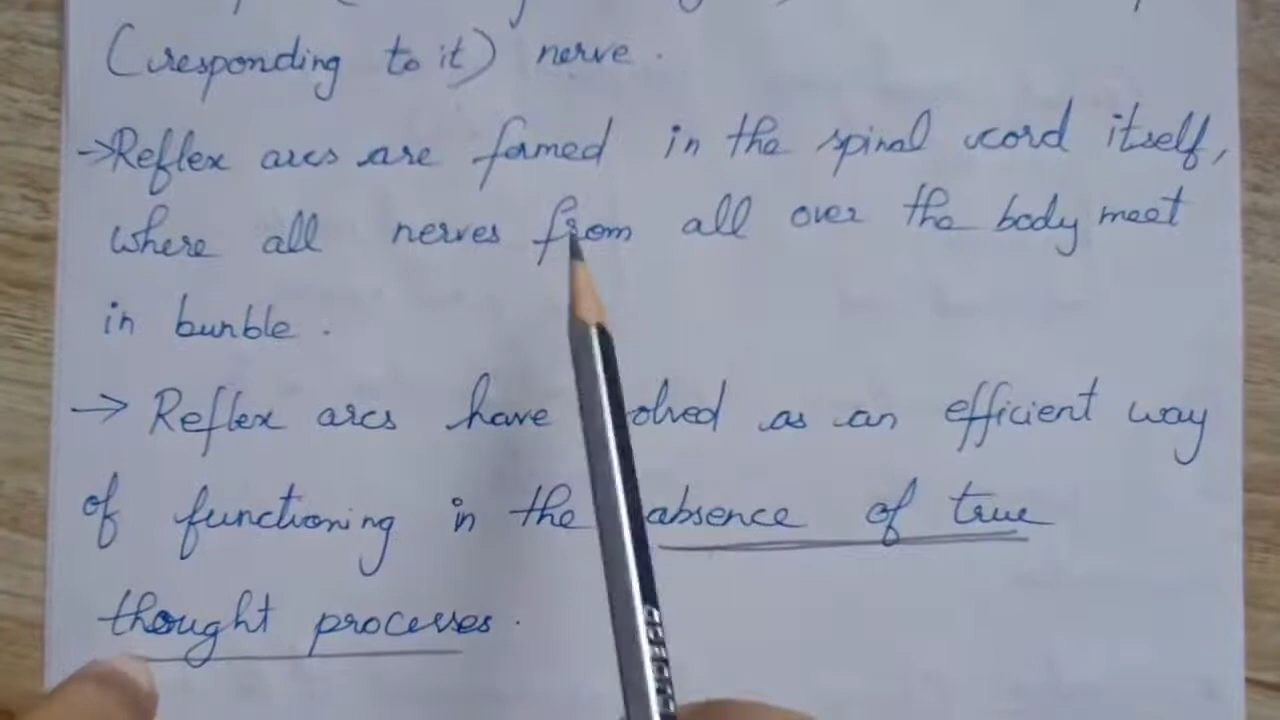 (responding to it) nerve.
→Reflex arcs are formed in the spinal cord itself,
where all nerves from all over the body meet
in bunble.
→ Reflex arcs have olved as an efficient way
of functioning in the absence of true
thought processes.